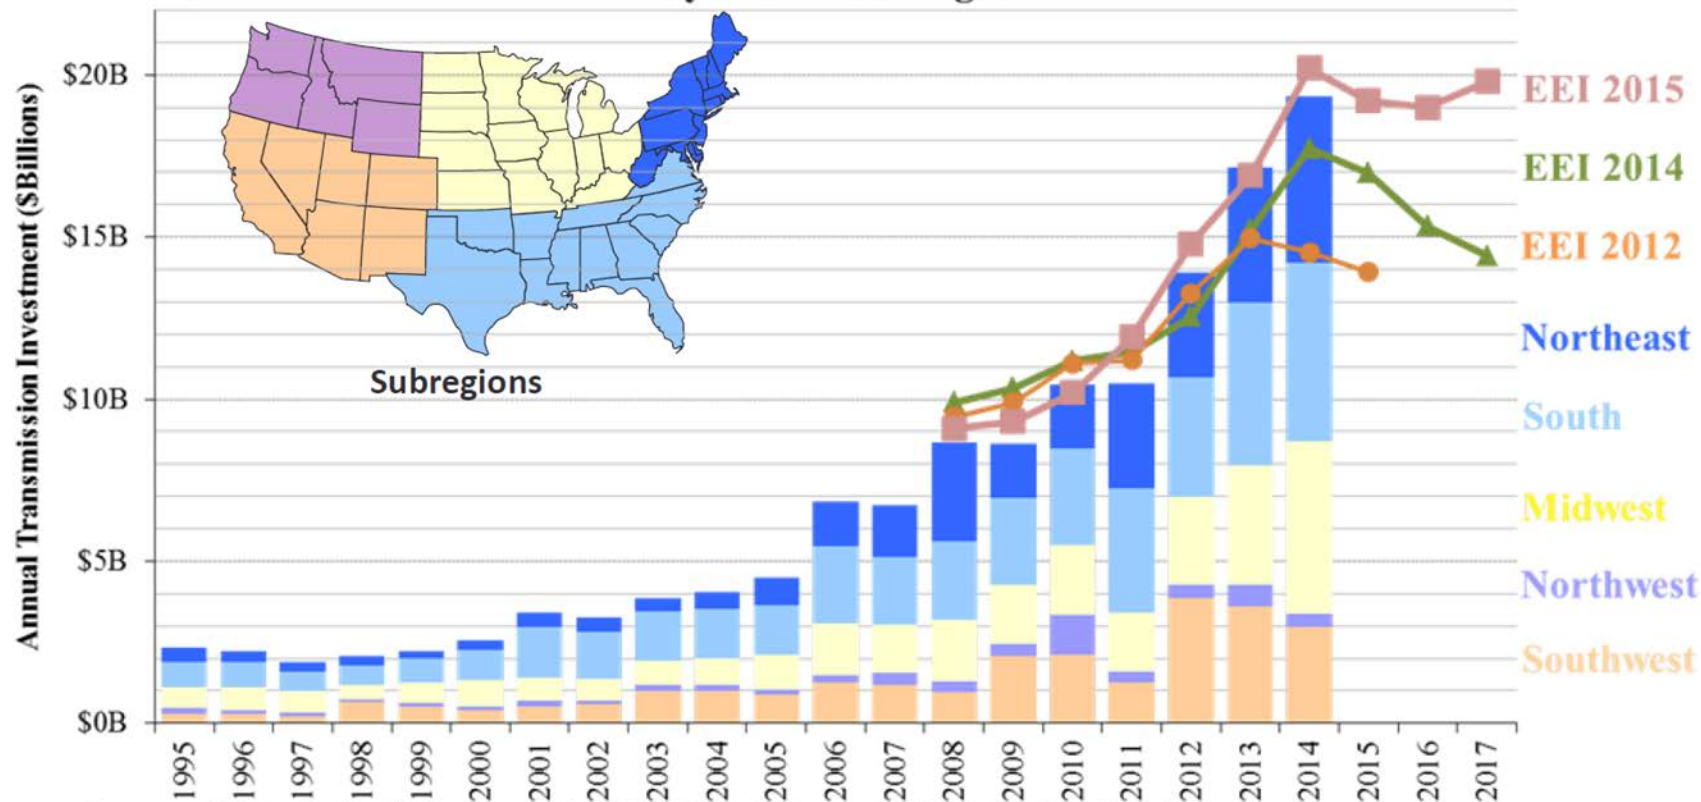 Annual Transmission Investment ($Billions)
$20B
$15B
$10B
$5B
$0B
Subregions
EEI 2015
EEI 2014
EEI 2012
Northeast
South
Midwest
Northwest
Southwest
1995
1996
1997
1998
1999
2000
2001
2002
2003
2004
2005
2006
2007
2008
2009
2010
2011
2012
2013
2014
2015
2016
2017